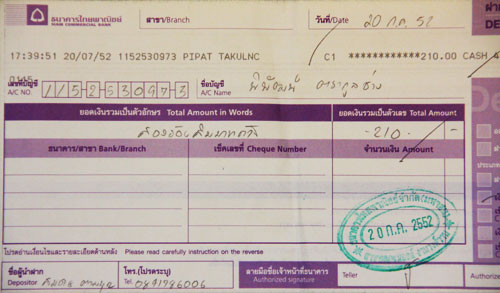 ธนาคารไทยพาณิชย์ สาขา/Branch วันที่/Date 20 ก.ค. 52 ฝาก
SIAM COMMERCIAL BANK DE
17:39:51 20/07/52 1152530973 PIPAT TAKULNC C1 ************210.00 CASH
เลขที่บัญชี 115-253097-3 ชื่อบัญชี
A/C NO. A/C Name
ยอดเงินรวมเป็นตัวอักษร Total Amount in Words ยอดเงินรวมเป็นตัวเลข Total Amount
สองร้อยสิบบาทถ้วน -210.-
ธนาคาร/สาขา Bank/Branch เช็คเลขที่ Cheque Number จำนวนเงิน Amount
20 ก.ค. 2552
โปรดอ่านเงื่อนไขและรายละเอียดด้านหลัง Please read carefully instruction on the reverse
ชื่อผู้นำฝาก โทร.(โปรดระบุ) ลายมือชื่อเจ้าหน้าที่ธนาคาร Teller Authorized
Depositor Tel. 0891796006 Authorized signature